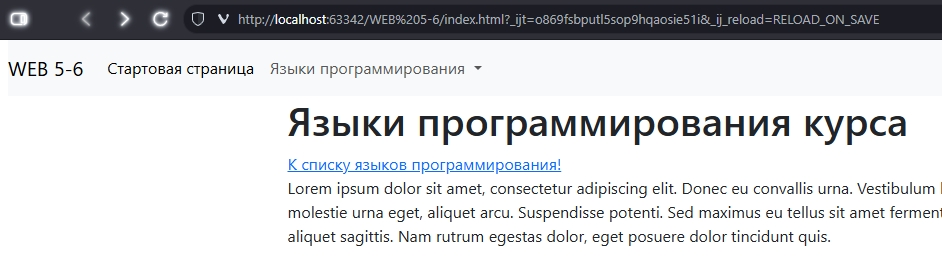 http://localhost:63342/WEB%205-6/index.html?_ijt=o869fsbputl5sop9hqaosie51i&_ij_reload=RELOAD_ON_SAVE
WEB 5-6 Стартовая страница Языки программирования
Языки программирования курса
К списку языков программирования!
Lorem ipsum dolor sit amet, consectetur adipiscing elit. Donec eu convallis urna. Vestibulum
molestie urna eget, aliquet arcu. Suspendisse potenti. Sed maximus eu tellus sit amet ferment
aliquet sagittis. Nam rutrum egestas dolor, eget posuere dolor tincidunt quis.